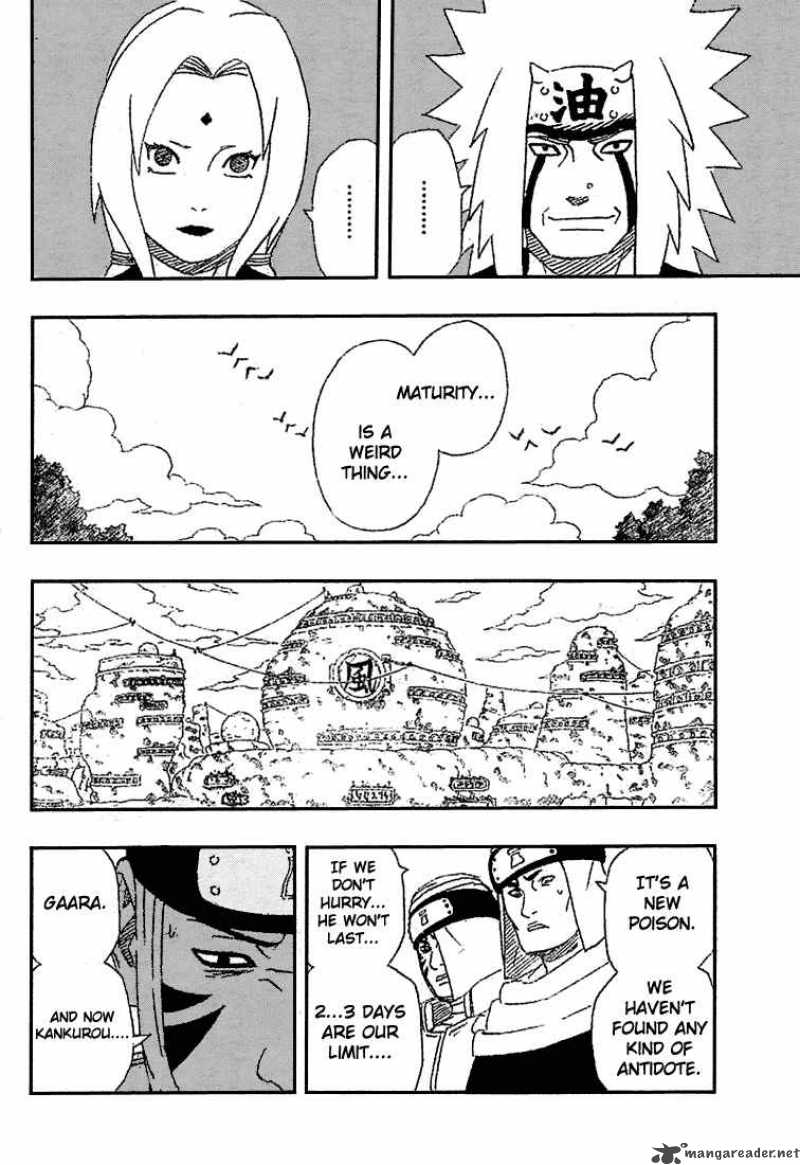 油
.........
.........
MATURITY...
IS A
WEIRD
THING...
風
IT'S A
NEW
POISON.
WE
HAVEN'T
FOUND ANY
KIND OF
ANTIDOTE.
IF WE
DON'T
HURRY...
HE WON'T
LAST...
2...3 DAYS
ARE OUR
LIMIT....
GAARA.
AND NOW
KANKUROU....
mangareader.net